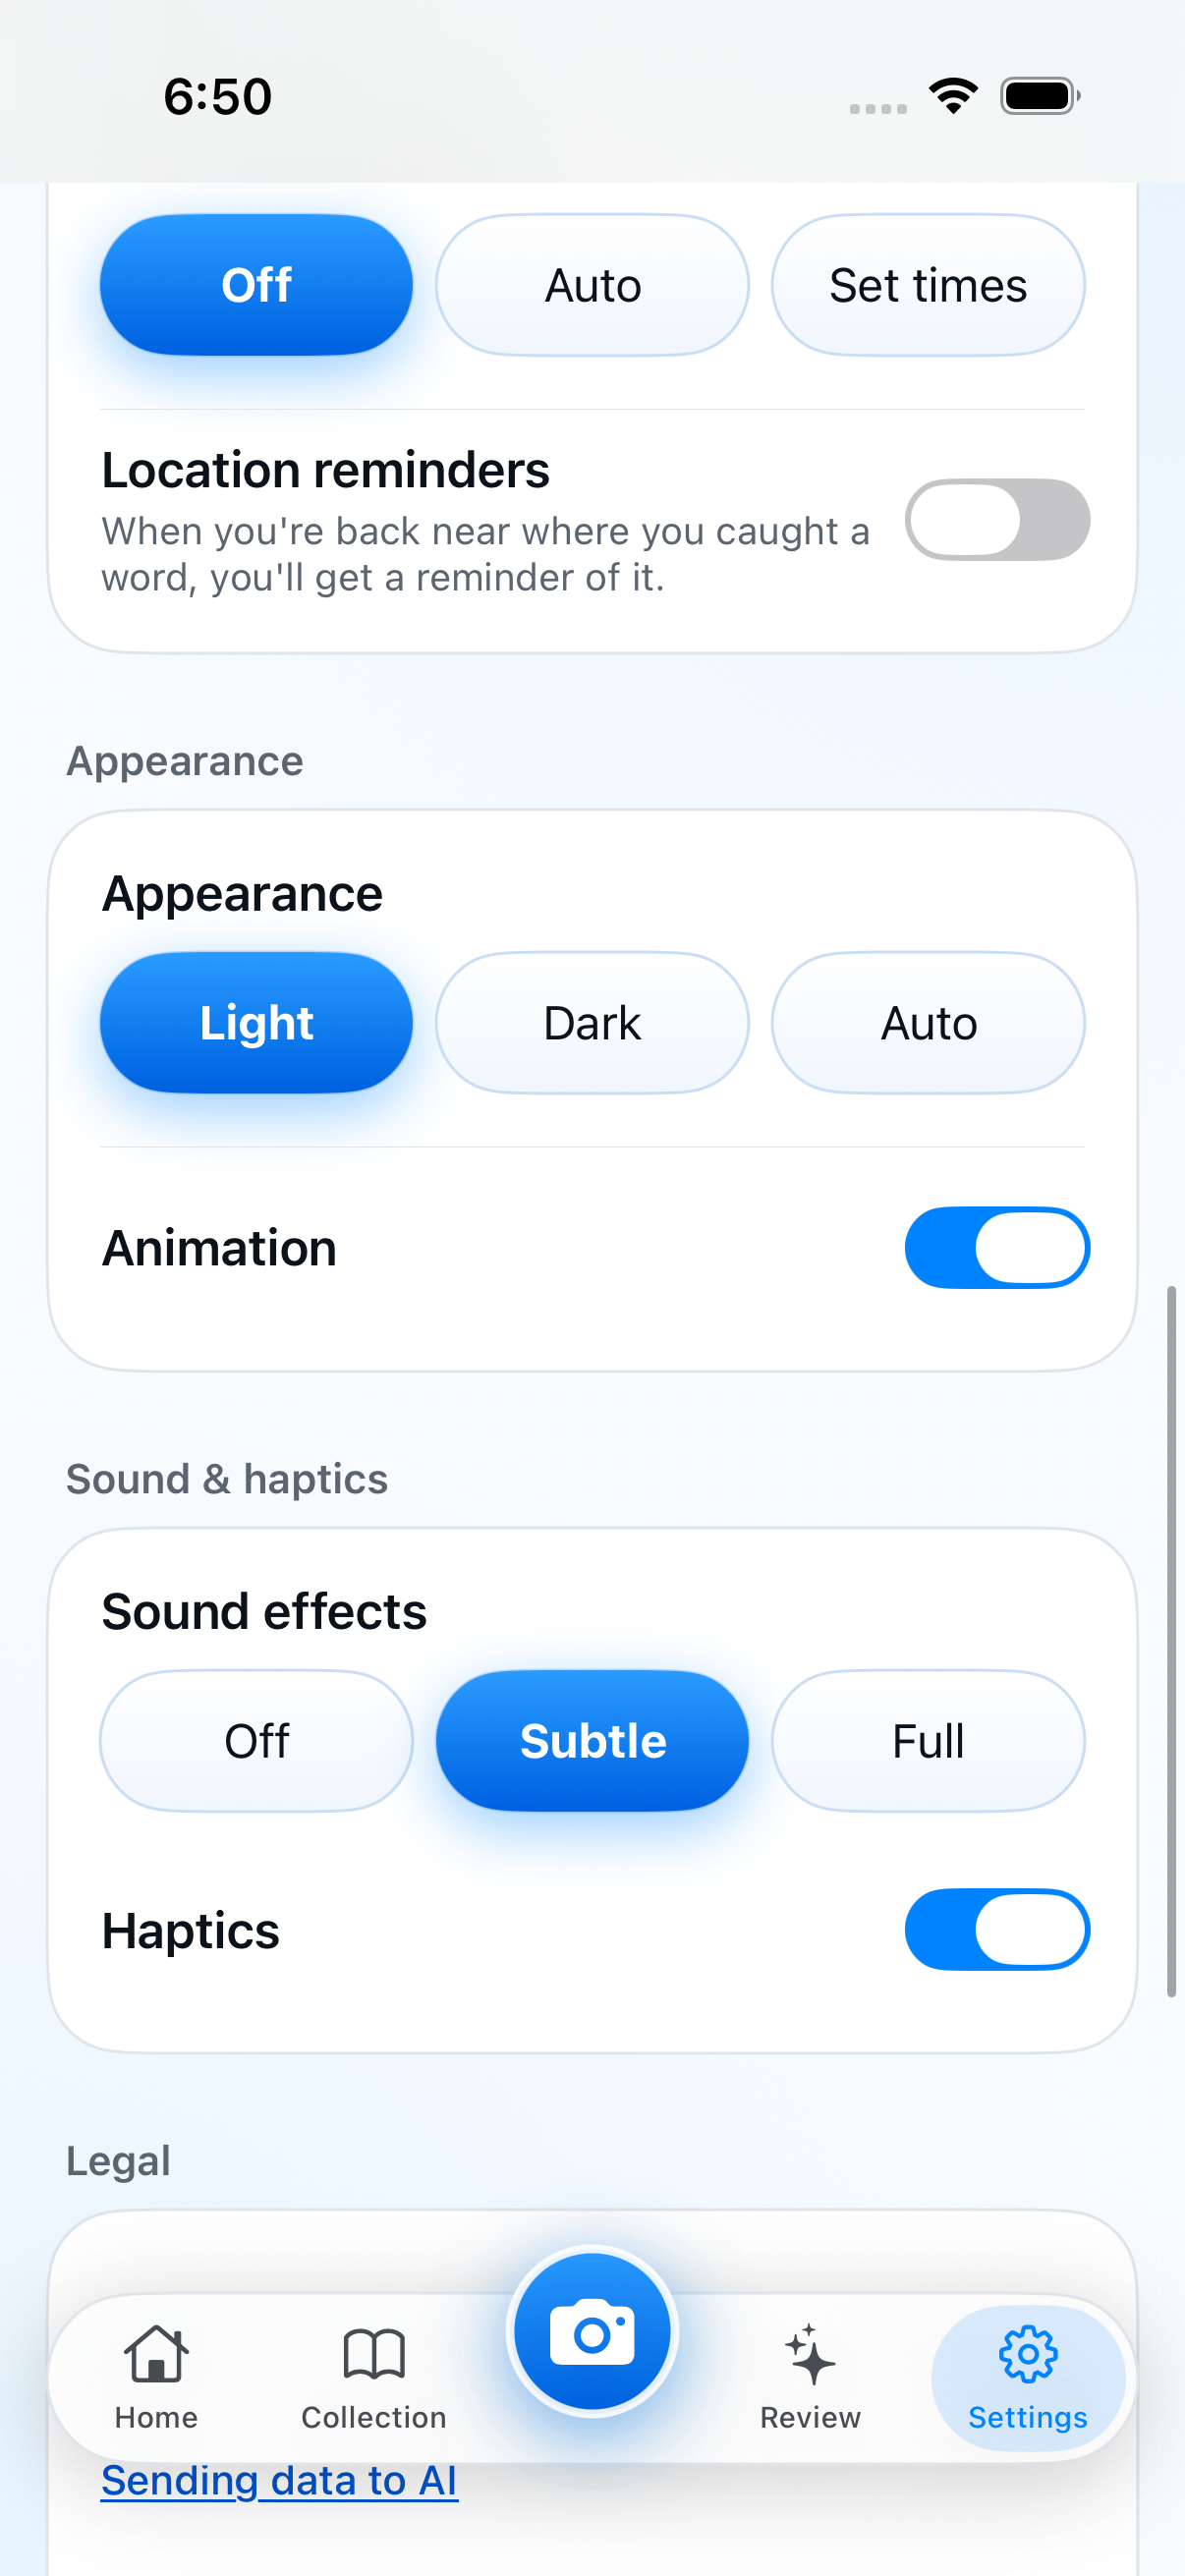 6:50
Off
Auto
Set times
Location reminders
When you're back near where you caught a
word, you'll get a reminder of it.
Appearance
Appearance
Light
Dark
Auto
Animation
Sound & haptics
Sound effects
Off
Subtle
Full
Haptics
Legal
Home
Collection
Review
Settings
Sending data to AI